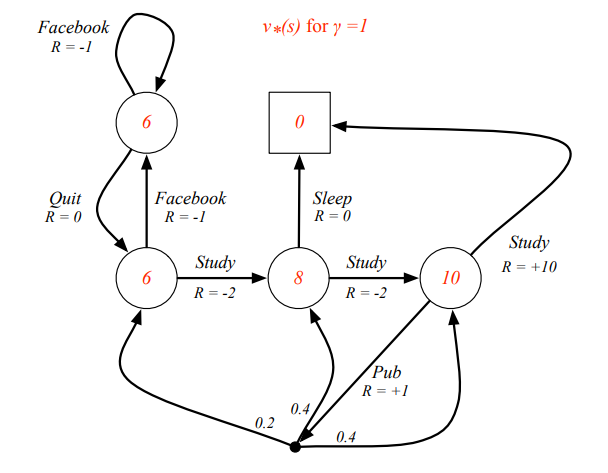 Facebook
R = -1
v*(s) for γ =1
6
0
Quit
R = 0
Facebook
R = -1
Sleep
R = 0
Study
R = +10
6
Study
R = -2
8
Study
R = -2
10
Pub
R = +1
0.2
0.4
0.4